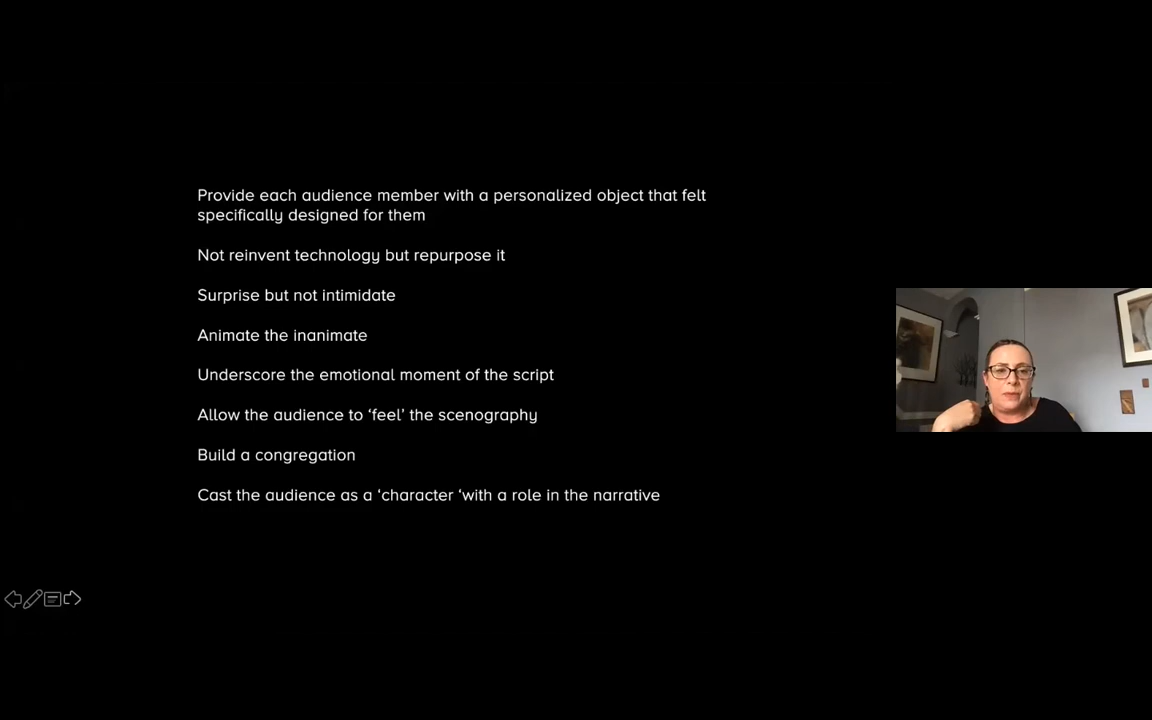 Provide each audience member with a personalized object that felt
specifically designed for them
Not reinvent technology but repurpose it
Surprise but not intimidate
Animate the inanimate
Underscore the emotional moment of the script
Allow the audience to ‘feel’ the scenography
Build a congregation
Cast the audience as a ‘character ‘with a role in the narrative